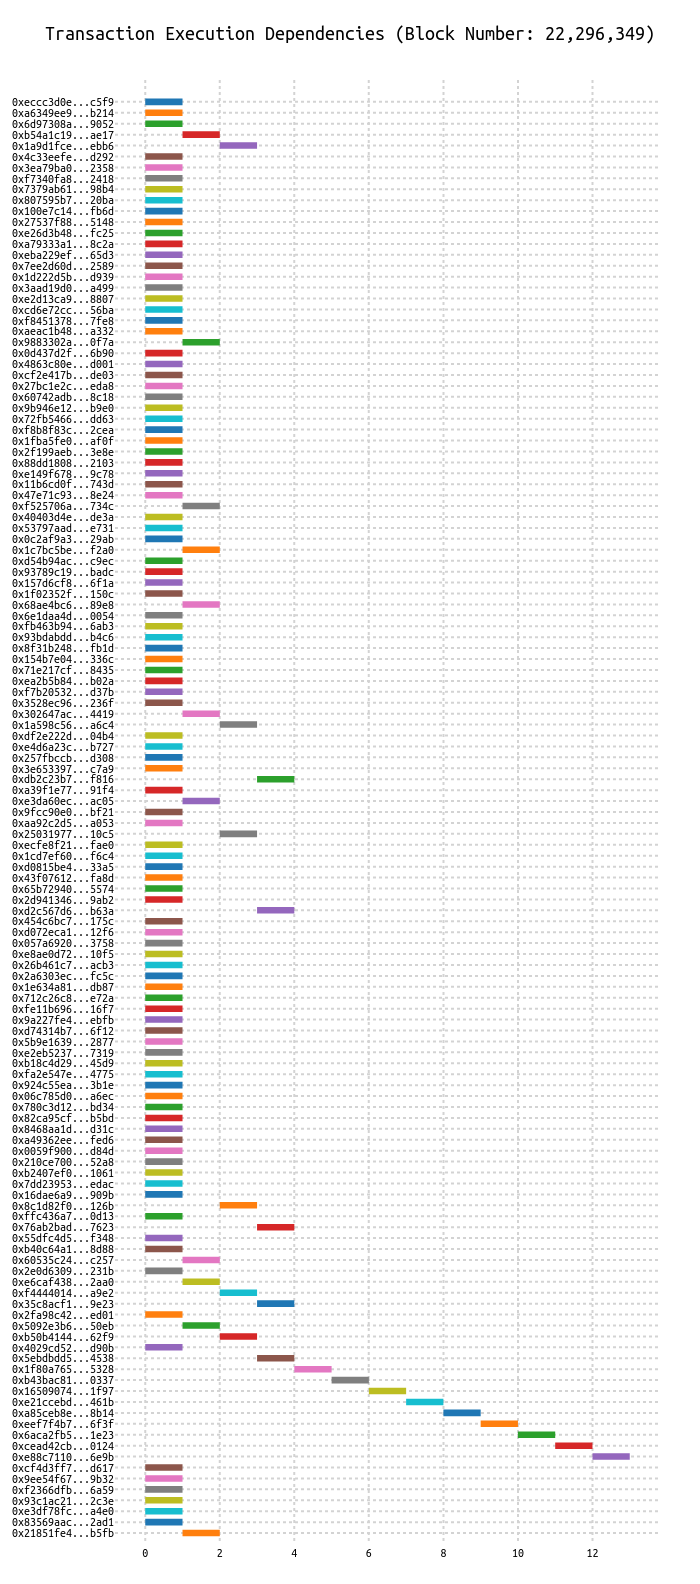 Transaction Execution Dependencies (Block Number: 22,296,349)
0xeccc3d0e...c5f9
0xa6349ee9...b214
0x6d97308a...9052
0xb54a1c19...ae17
0x1a9d1fce...ebb6
0x4c33eefe...d292
0x3ea79ba0...2358
0xf7340fa8...2418
0x7379ab61...98b4
0x807595b7...20ba
0x100e7c14...fb6d
0x27537f88...5148
0xe26d3b48...fc25
0xa79333a1...8c2a
0xeba229ef...65d3
0x7ee2d60d...2589
0x1d222d5b...d939
0x3aad19d0...a499
0xe2d13ca9...8807
0xcd6e72cc...56ba
0xf8451378...7fe8
0xaeac1b48...a332
0x9883302a...0f7a
0x0d437d2f...6b90
0x4863c80e...d001
0xcf2e417b...de03
0x27bc1e2c...eda8
0x60742adb...8c18
0x9b946e12...b9e0
0x72fb5466...dd63
0xf8b8f83c...2cea
0x1fba5fe0...af0f
0x2f199aeb...3e8e
0x88dd1808...2103
0xe149f678...9c78
0x11b6cd0f...743d
0x47e71c93...8e24
0xf525706a...734c
0x40403d4e...de3a
0x53797aad...e731
0x0c2af9a3...29ab
0x1c7bc5be...f2a0
0xd54b94ac...c9ec
0x93789c19...badc
0x157d6cf8...6f1a
0x1f02352f...150c
0x68ae4bc6...89e8
0x6e1daa4d...0054
0xfb463b94...6ab3
0x93bdabdd...b4c6
0x8f31b248...fb1d
0x154b7e04...336c
0x71e217cf...8435
0xea2b5b84...b02a
0xf7b20532...d37b
0x3528ec96...236f
0x302647ac...4419
0x1a598c56...a6c4
0xdf2e222d...04b4
0xe4d6a23c...b727
0x257fbccb...d308
0x3e653397...c7a9
0xdb2c23b7...f816
0xa39f1e77...91f4
0xe3da60ec...ac05
0x9fcc90e0...bf21
0xaa92c2d5...a053
0x25031977...10c5
0xecfe8f21...fae0
0x1cd7ef60...f6c4
0xd0815be4...33a5
0x43f07612...fa8d
0x65b72940...5574
0x2d941346...9ab2
0xd2c567d6...b63a
0x454c6bc7...175c
0xd072eca1...12f6
0x057a6920...3758
0xe8ae0d72...10f5
0x26b461c7...acb3
0x2a6303ec...fc5c
0x1e634a81...db87
0x712c26c8...e72a
0xfe11b696...16f7
0x9a227fe4...ebfb
0xd74314b7...6f12
0x5b9e1639...2877
0xe2eb5237...7319
0xb18c4d29...45d9
0xfa2e547e...4775
0x924c55ea...3b1e
0x06c785d0...a6ec
0x780c3d12...bd34
0x82ca95cf...b5bd
0x8468aa1d...d31c
0xa49362ee...fed6
0x0059f900...d84d
0x210ce700...52a8
0xb2407ef0...1061
0x7dd23953...edac
0x16dae6a9...909b
0x8c1d82f0...126b
0xffc436a7...0d13
0x76ab2bad...7623
0x55dfc4d5...f348
0xb40c64a1...8d88
0x60535c24...c257
0x2e0d6309...231b
0xe6caf438...2aa0
0xf4444014...a9e2
0x35c8acf1...9e23
0x2fa98c42...ed01
0x5092e3b6...50eb
0xb50b4144...62f9
0x4029cd52...d90b
0x5ebdbdd5...4538
0x1f80a765...5328
0xb43bac81...0337
0x16509074...1f97
0xe21ccebd...461b
0xa85ceb8e...8b14
0xeef7f4b7...6f3f
0x6aca2fb5...1e23
0xcead42cb...0124
0xe88c7110...6e9b
0xcf4d3ff7...d617
0x9ee54f67...9b32
0xf2366dfb...6a59
0x93c1ac21...2c3e
0xe3df78fc...a4e0
0x83569aac...2ad1
0x21851fe4...b5fb
0 2 4 6 8 10 12